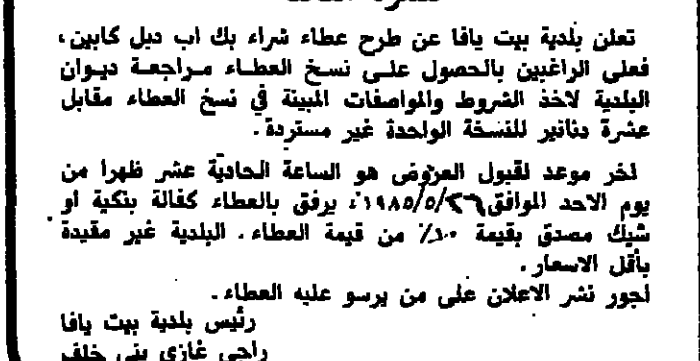 تعلن بلدية بيت يافا عن طرح عطاء شراء بك اب دبل كابين،
فعلى الراغبين بالحصول على نسخ العطاء مراجعة ديوان
البلدية لاخذ الشروط والمواصفات المبينة في نسخ العطاء مقابل
عشرة دنانير للنسخة الواحدة غير مستردة.
اخر موعد لقبول العروض هو الساعة الحادية عشر ظهرا من
يوم الاحد الموافق ١٩٨٥/٥/٢٦، يرفق بالعطاء كفالة بنكية او
شيك مصدق بقيمة ١٠٪ من قيمة العطاء. البلدية غير مقيدة
بأقل الاسعار.
اجور نشر الاعلان على من يرسو عليه العطاء.
رئيس بلدية بيت يافا
راجي غازي بني خلف